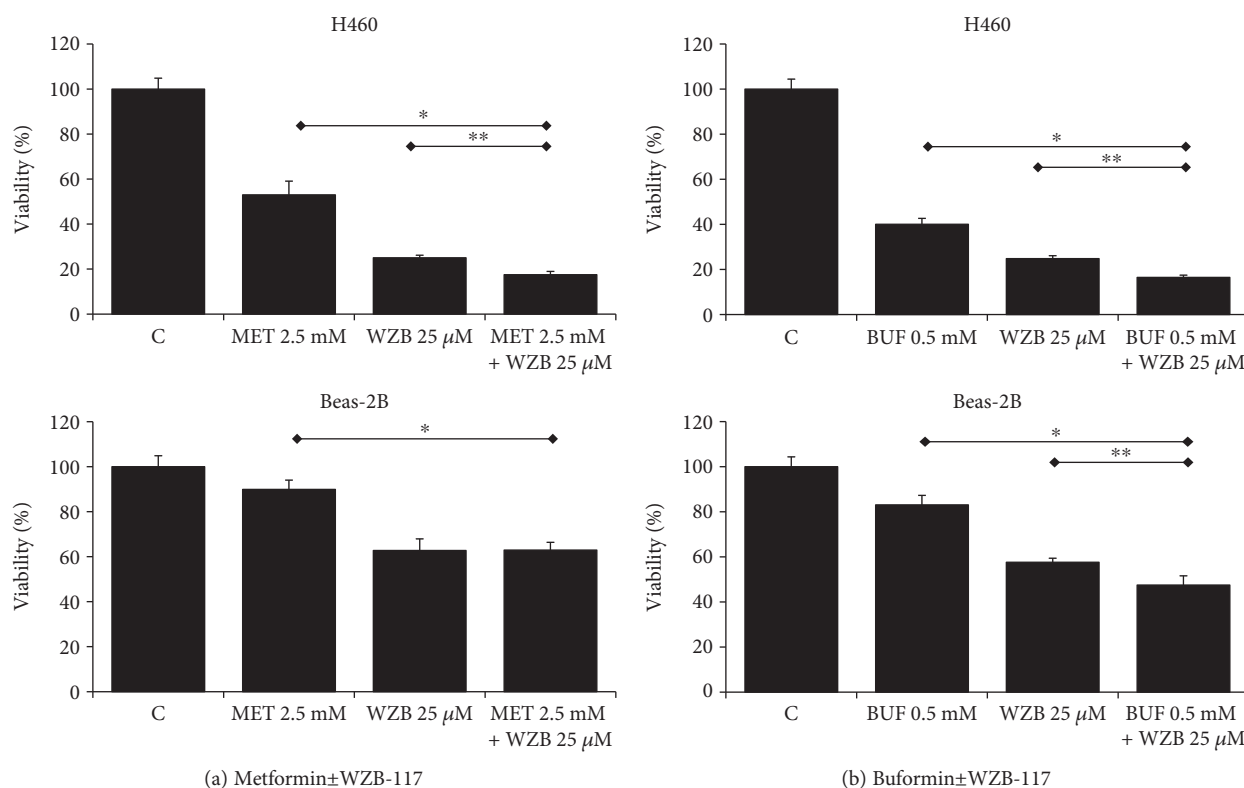 H460
120
100
80
60
40
20
0
Viability (%)
*
**
C
MET 2.5 mM
WZB 25 μM
MET 2.5 mM
+ WZB 25 μM
Beas-2B
120
100
80
60
40
20
0
Viability (%)
*
C
MET 2.5 mM
WZB 25 μM
MET 2.5 mM
+ WZB 25 μM
(a) Metformin±WZB-117
H460
120
100
80
60
40
20
0
Viability (%)
*
**
C
BUF 0.5 mM
WZB 25 μM
BUF 0.5 mM
+ WZB 25 μM
Beas-2B
120
100
80
60
40
20
0
Viability (%)
*
**
C
BUF 0.5 mM
WZB 25 μM
BUF 0.5 mM
+ WZB 25 μM
(b) Buformin±WZB-117